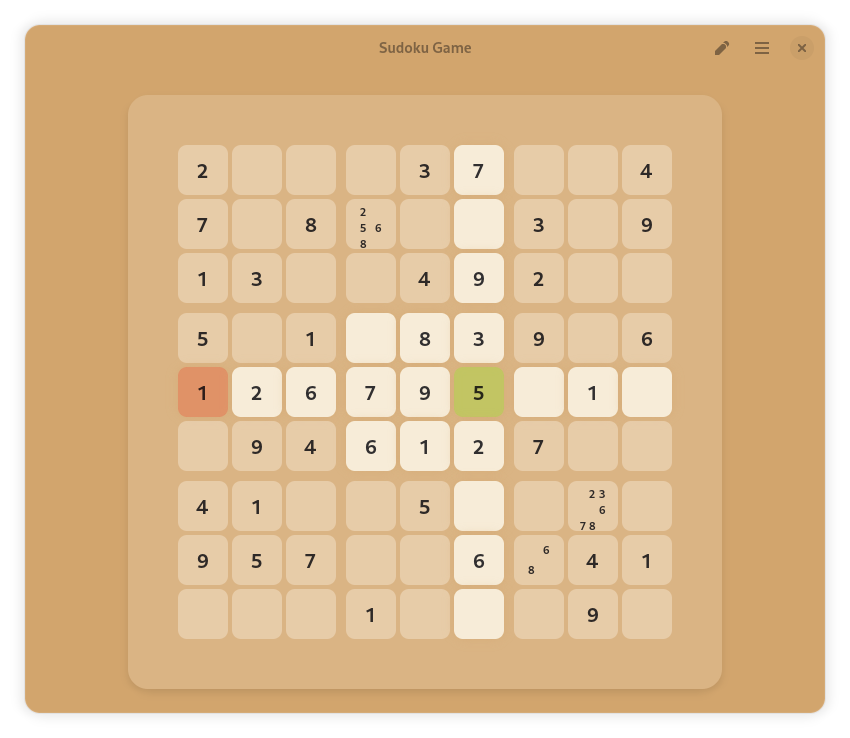 Sudoku Game
2 3 7 4
7 8 2 5 6 8 3 9
1 3 4 9 2
5 1 8 3 9 6
1 2 6 7 9 5 1
9 4 6 1 2 7
4 1 5 2 3 6 7 8
9 5 7 6 6 8 4 1
1 9